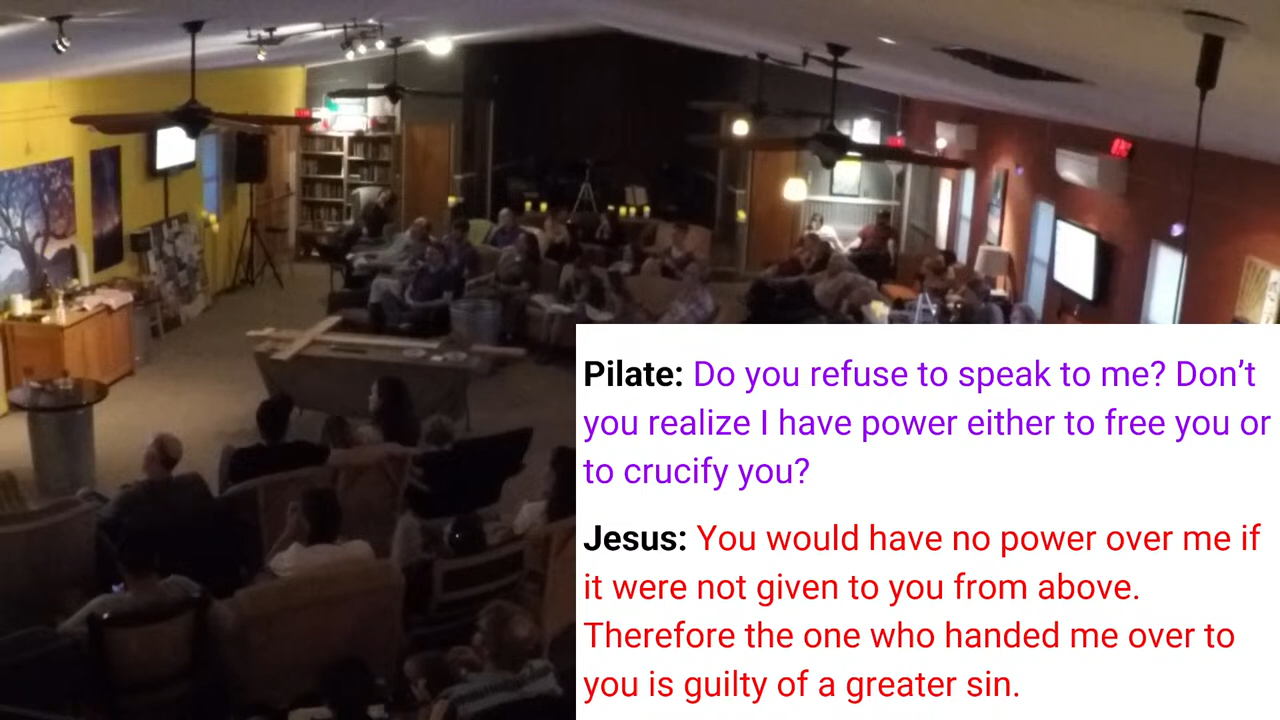 Pilate: Do you refuse to speak to me? Don’t
you realize I have power either to free you or
to crucify you?
Jesus: You would have no power over me if
it were not given to you from above.
Therefore the one who handed me over to
you is guilty of a greater sin.